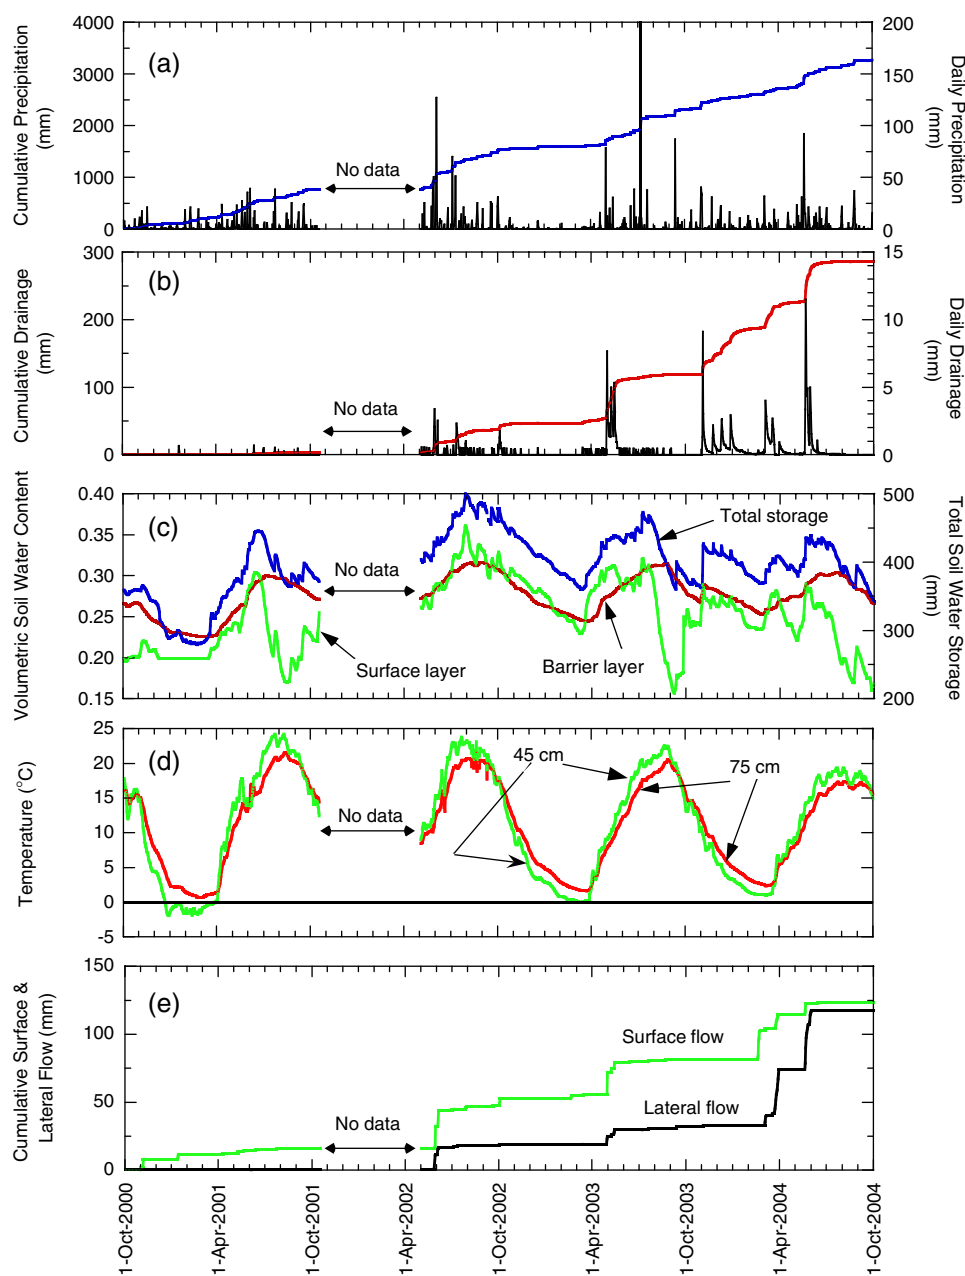 (a)
Cumulative Precipitation
(mm)
4000
3000
2000
1000
0
No data
200
150
100
50
0
Daily Precipitation
(mm)
(b)
Cumulative Drainage
(mm)
300
200
100
0
No data
15
10
5
0
Daily Drainage
(mm)
(c)
Volumetric Soil Water Content
0.40
0.35
0.30
0.25
0.20
0.15
No data
Total storage
Surface layer
Barrier layer
500
400
300
200
Total Soil Water Storage
(mm)
(d)
Temperature (°C)
25
20
15
10
5
0
-5
No data
45 cm
75 cm
(e)
Cumulative Surface &
Lateral Flow (mm)
150
100
50
0
No data
Surface flow
Lateral flow
1-Oct-2000
1-Apr-2001
1-Oct-2001
1-Apr-2002
1-Oct-2002
1-Apr-2003
1-Oct-2003
1-Apr-2004
1-Oct-2004